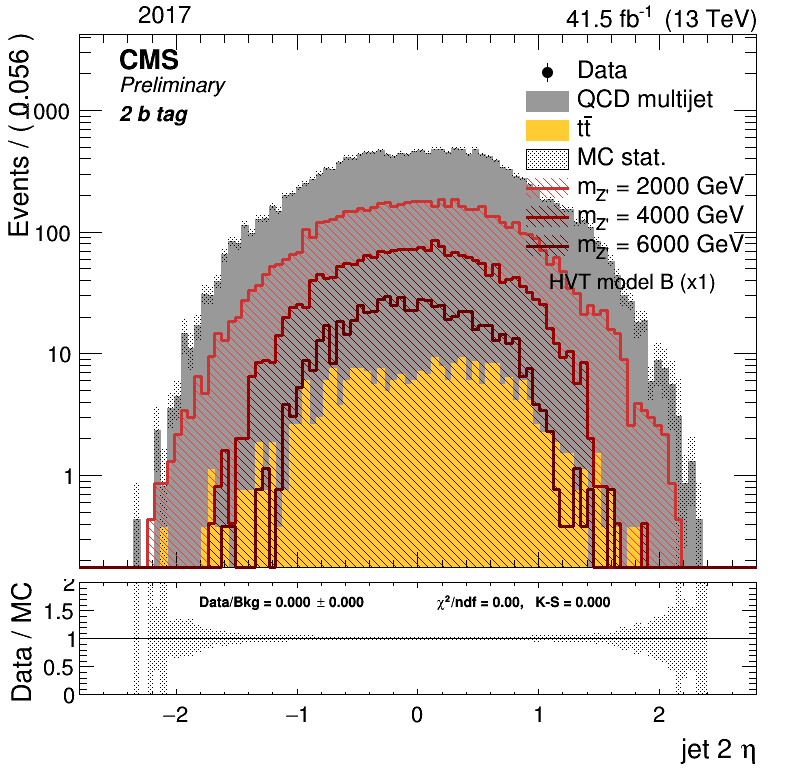 2017
41.5 fb⁻¹ (13 TeV)
CMS
Preliminary
2 b tag
Data
QCD multijet
tt̄
MC stat.
m_Z' = 2000 GeV
m_Z' = 4000 GeV
m_Z' = 6000 GeV
HVT model B (x1)
Events / ( 0.056 )
1000
100
10
1
Data / MC
2
1.5
1
0.5
0
Data/Bkg = 0.000 ± 0.000
χ²/ndf = 0.00, K-S = 0.000
−2
−1
0
1
2
jet 2 η